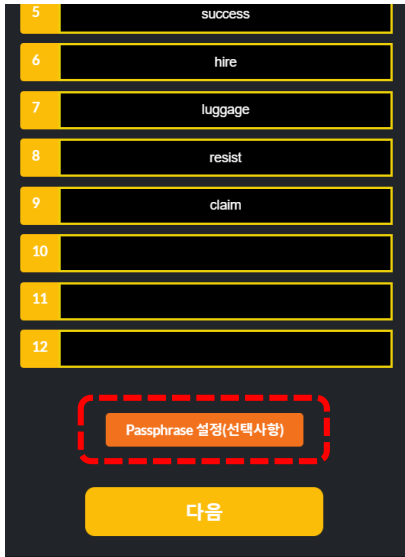 5 success
6 hire
7 luggage
8 resist
9 claim
10
11
12
Passphrase 설정(선택사항)
다음